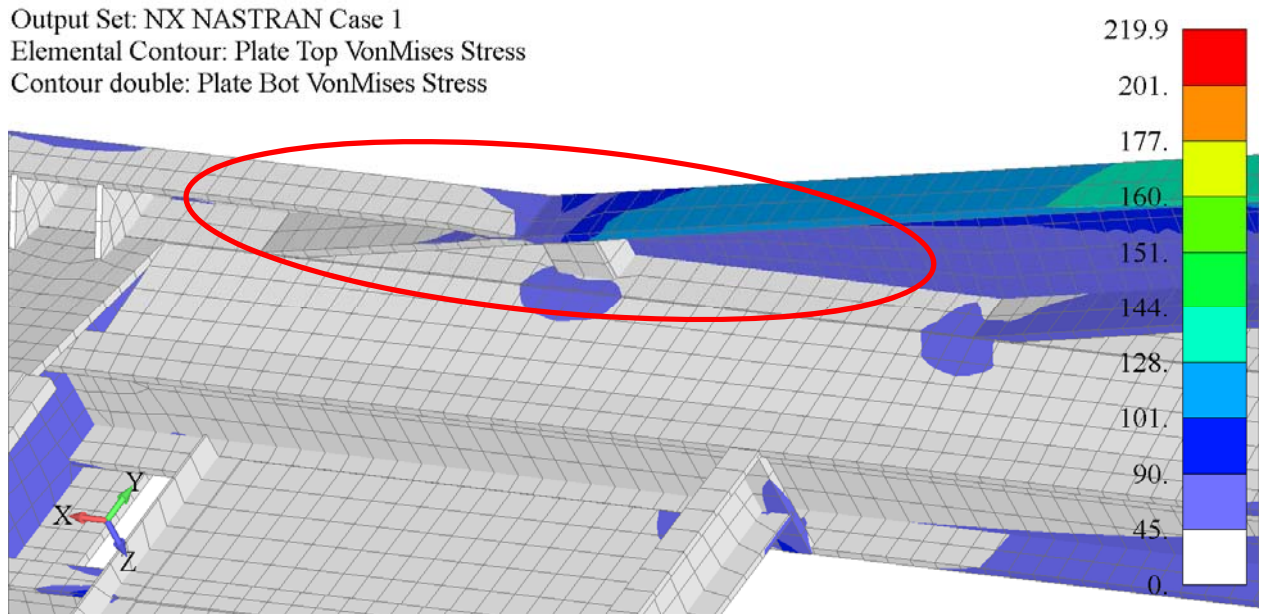 Output Set: NX NASTRAN Case 1
Elemental Contour: Plate Top VonMises Stress
Contour double: Plate Bot VonMises Stress
219.9
201.
177.
160.
151.
144.
128.
101.
90.
45.
0.
Y
X
Z